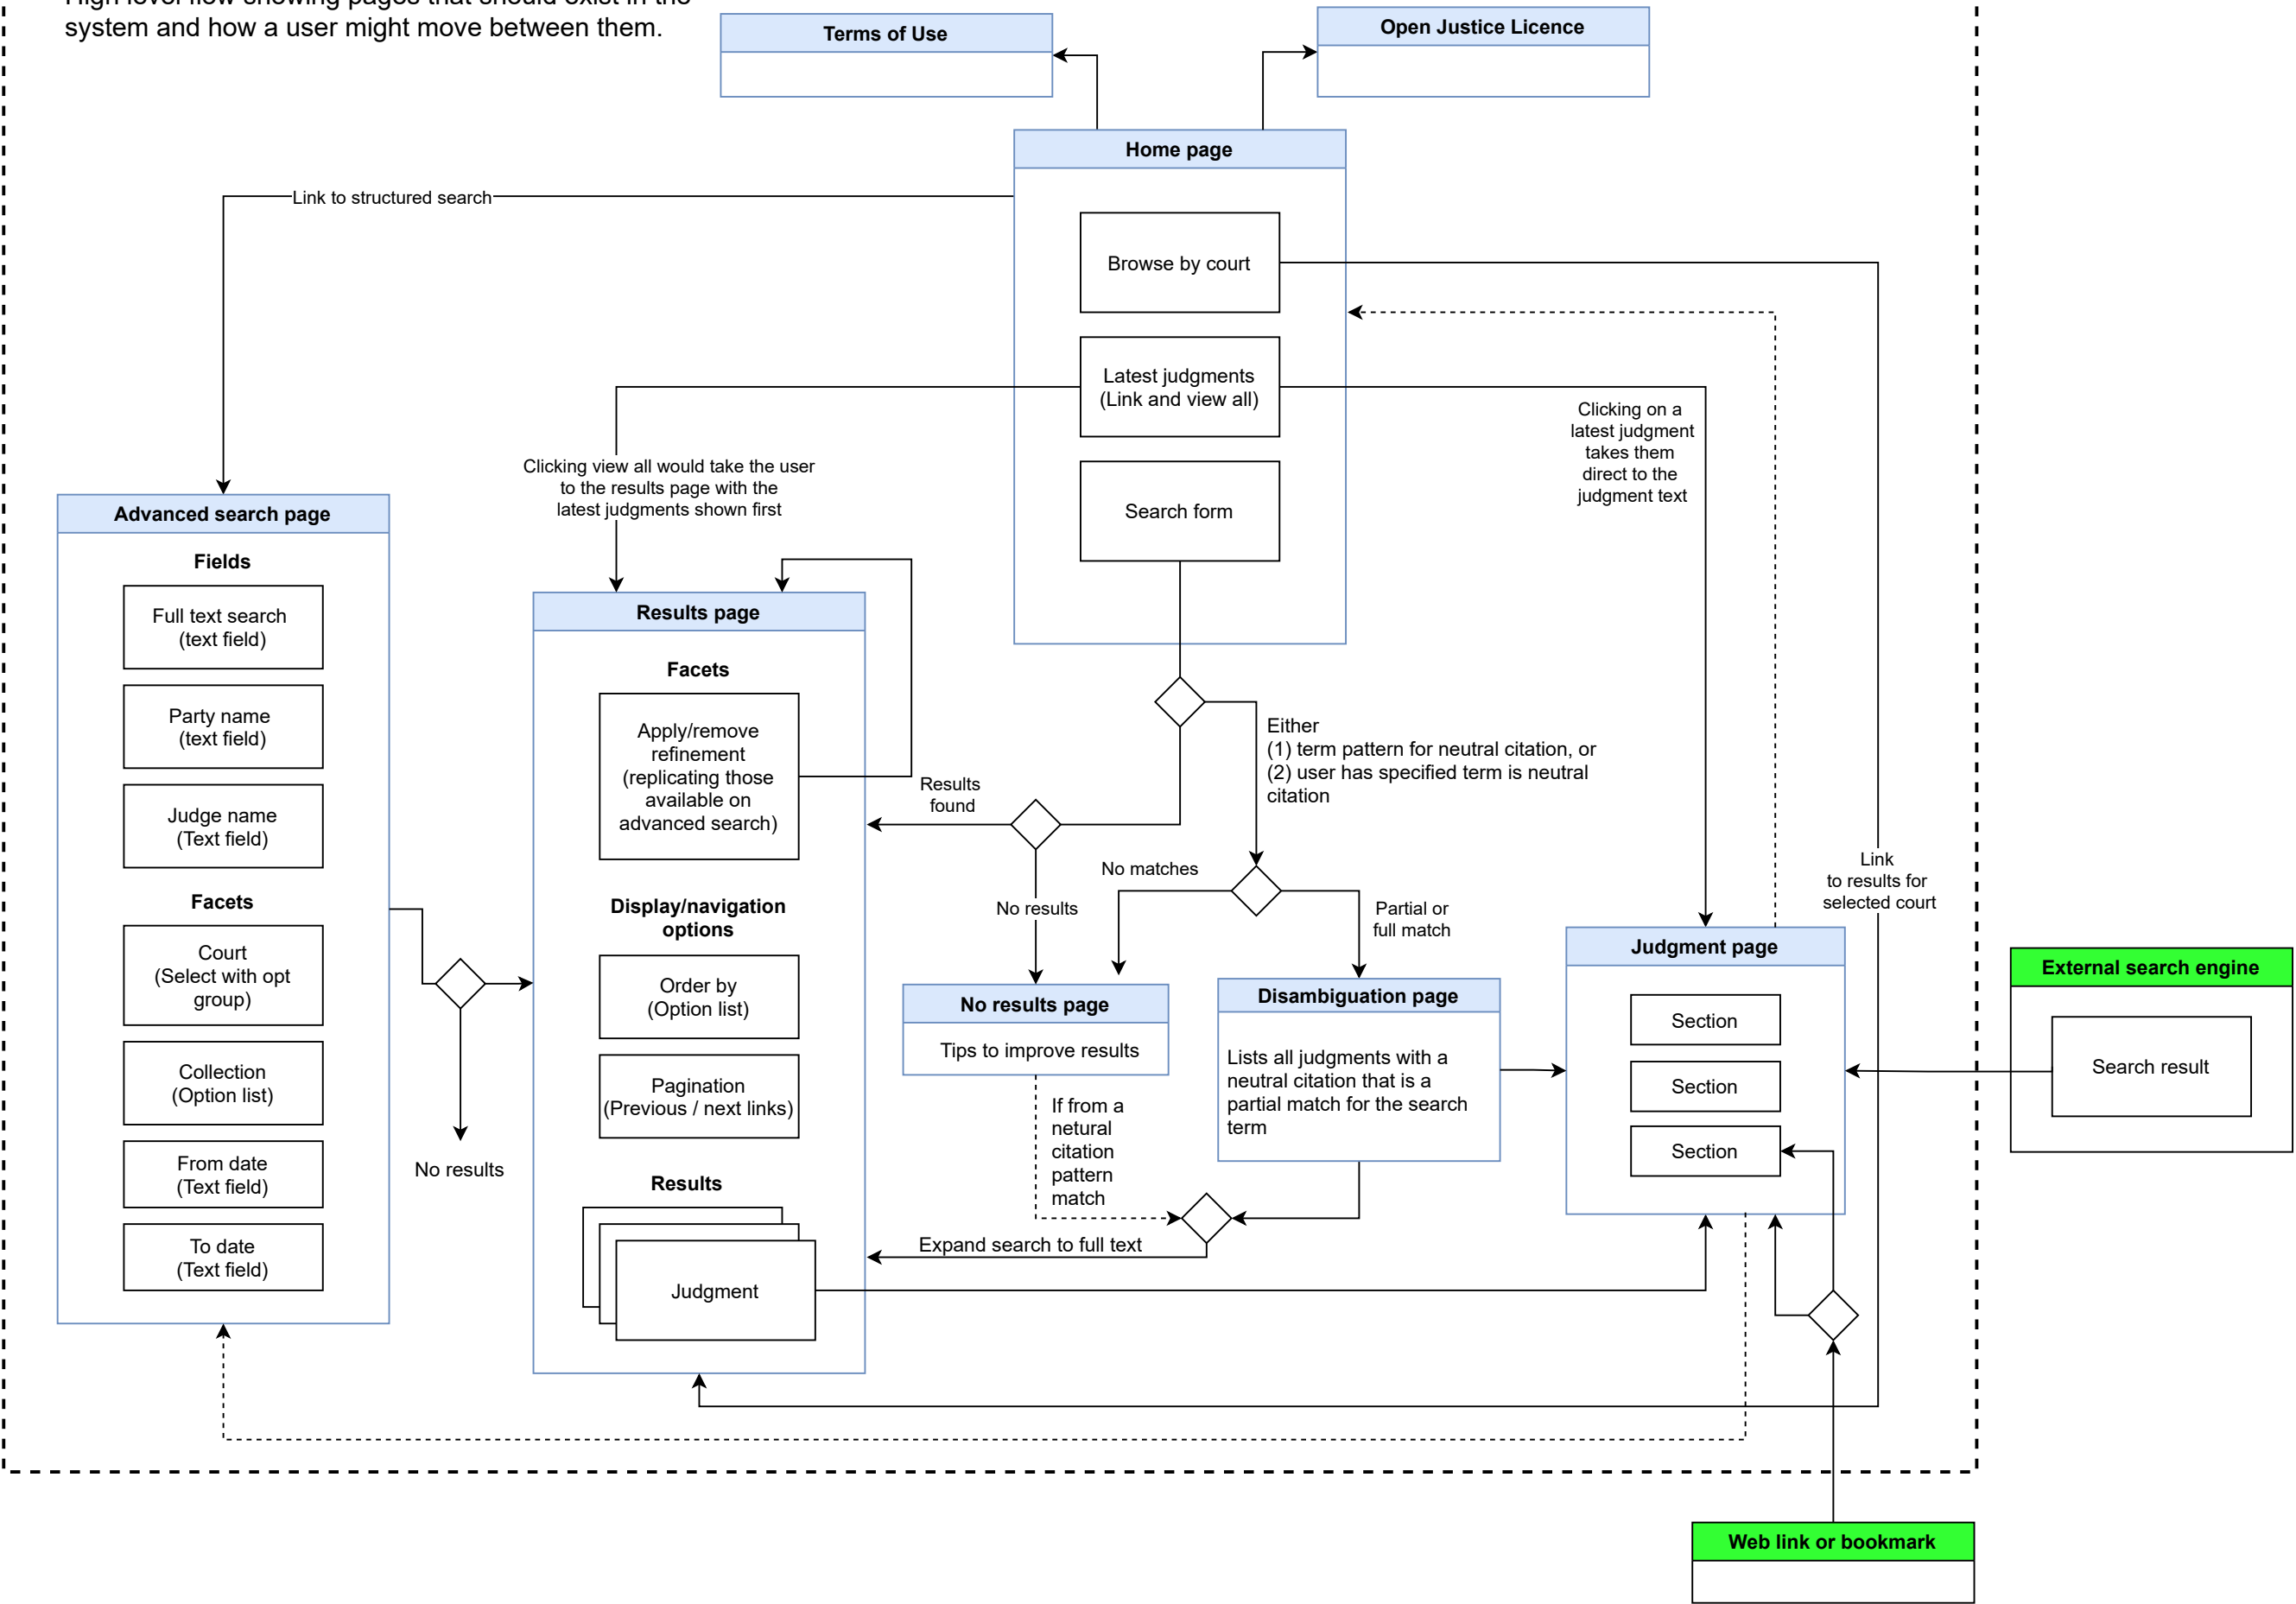 High level flow showing pages that should exist in the
system and how a user might move between them.
Terms of Use
Open Justice Licence
Home page
Link to structured search
Browse by court
Latest judgments
(Link and view all)
Clicking on a
latest judgment
takes them
direct to the
judgment text
Clicking view all would take the user
to the results page with the
latest judgments shown first
Search form
Advanced search page
Fields
Full text search
(text field)
Party name
(text field)
Judge name
(Text field)
Facets
Court
(Select with opt
group)
Collection
(Option list)
From date
(Text field)
To date
(Text field)
No results
Results page
Facets
Apply/remove
refinement
(replicating those
available on
advanced search)
Display/navigation
options
Order by
(Option list)
Pagination
(Previous / next links)
Results
Judgment
Results
found
Either
(1) term pattern for neutral citation, or
(2) user has specified term is neutral
citation
No matches
No results
Partial or
full match
Link
to results for
selected court
No results page
Tips to improve results
If from a
netural
citation
pattern
match
Expand search to full text
Disambiguation page
Lists all judgments with a
neutral citation that is a
partial match for the search
term
Judgment page
Section
Section
Section
External search engine
Search result
Web link or bookmark